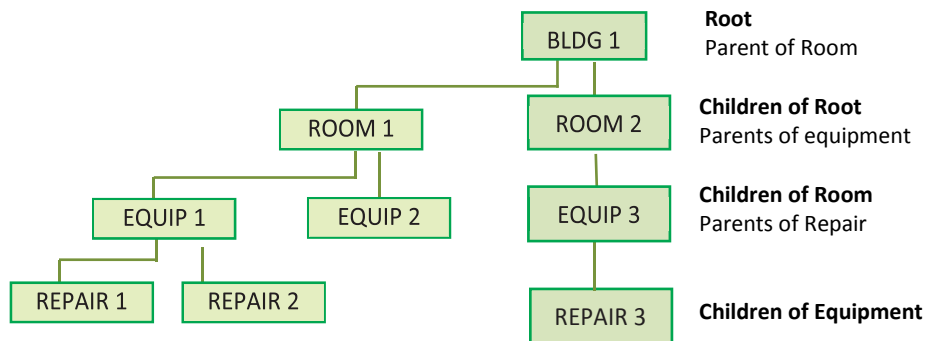 BLDG 1
Root
Parent of Room
ROOM 1
ROOM 2
Children of Root
Parents of equipment
EQUIP 1
EQUIP 2
EQUIP 3
Children of Room
Parents of Repair
REPAIR 1
REPAIR 2
REPAIR 3
Children of Equipment